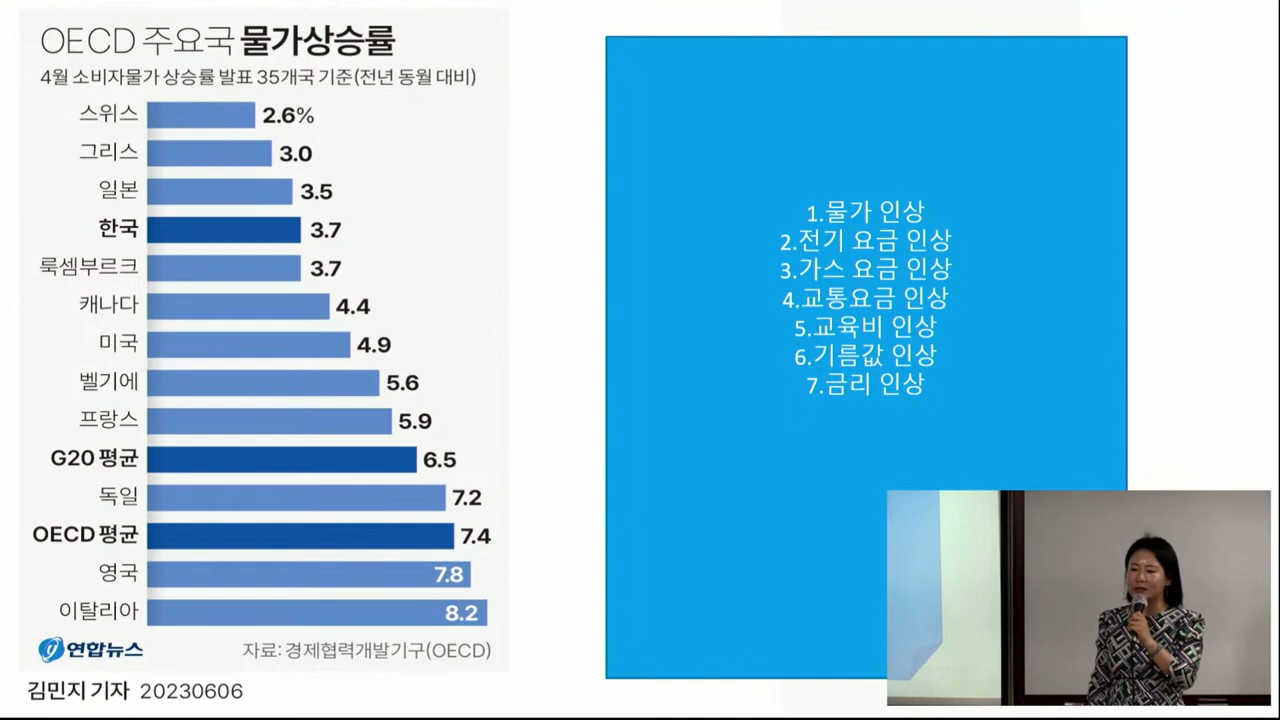 OECD 주요국 물가상승률
4월 소비자물가 상승률 발표 35개국 기준(전년 동월 대비)
스위스 2.6%
그리스 3.0
일본 3.5
한국 3.7
룩셈부르크 3.7
캐나다 4.4
미국 4.9
벨기에 5.6
프랑스 5.9
G20 평균 6.5
독일 7.2
OECD 평균 7.4
영국 7.8
이탈리아 8.2
연합뉴스 자료: 경제협력개발기구(OECD)
김민지 기자 20230606
1.물가 인상
2.전기 요금 인상
3.가스 요금 인상
4.교통요금 인상
5.교육비 인상
6.기름값 인상
7.금리 인상